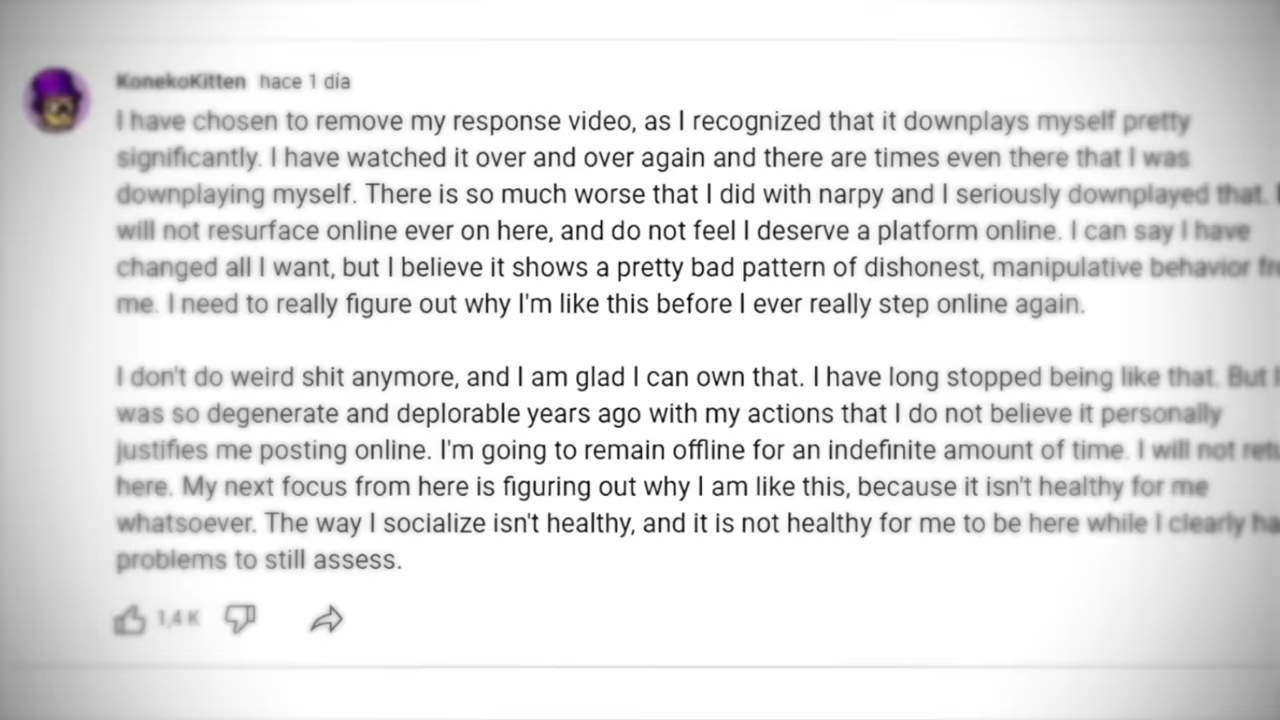 KonekoKitten hace 1 día
I have chosen to remove my response video, as I recognized that it downplays myself pretty
significantly. I have watched it over and over again and there are times even there that I was
downplaying myself. There is so much worse that I did with narpy and I seriously downplayed that.
will not resurface online ever on here, and do not feel I deserve a platform online. I can say I have
changed all I want, but I believe it shows a pretty bad pattern of dishonest, manipulative behavior
me. I need to really figure out why I'm like this before I ever really step online again.
I don't do weird shit anymore, and I am glad I can own that. I have long stopped being like that. But
was so degenerate and deplorable years ago with my actions that I do not believe it personally
justifies me posting online. I'm going to remain offline for an indefinite amount of time. I will not
here. My next focus from here is figuring out why I am like this, because it isn't healthy for me
whatsoever. The way I socialize isn't healthy, and it is not healthy for me to be here while I clearly
problems to still assess.
1,4 K